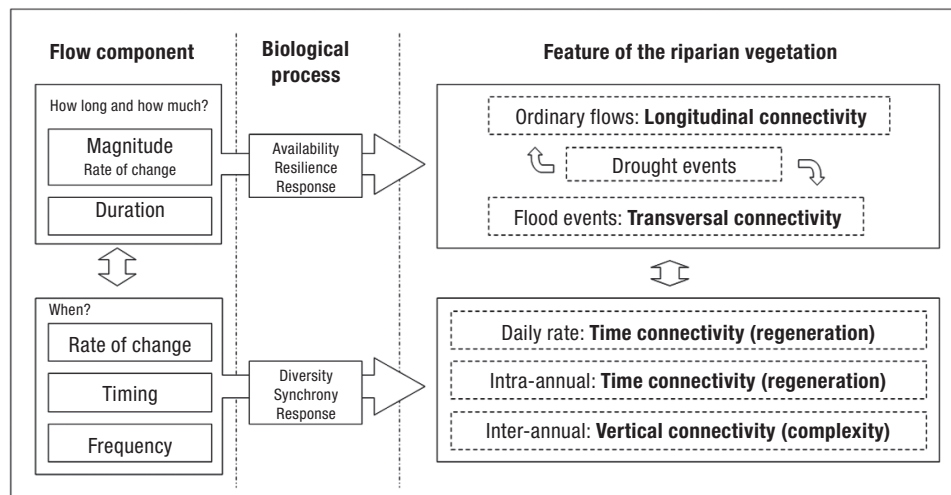 Flow component
Biological
process
Feature of the riparian vegetation
How long and how much?
Magnitude
Rate of change
Duration
Availability
Resilience
Response
Ordinary flows: Longitudinal connectivity
Drought events
Flood events: Transversal connectivity
When?
Rate of change
Timing
Frequency
Diversity
Synchrony
Response
Daily rate: Time connectivity (regeneration)
Intra-annual: Time connectivity (regeneration)
Inter-annual: Vertical connectivity (complexity)